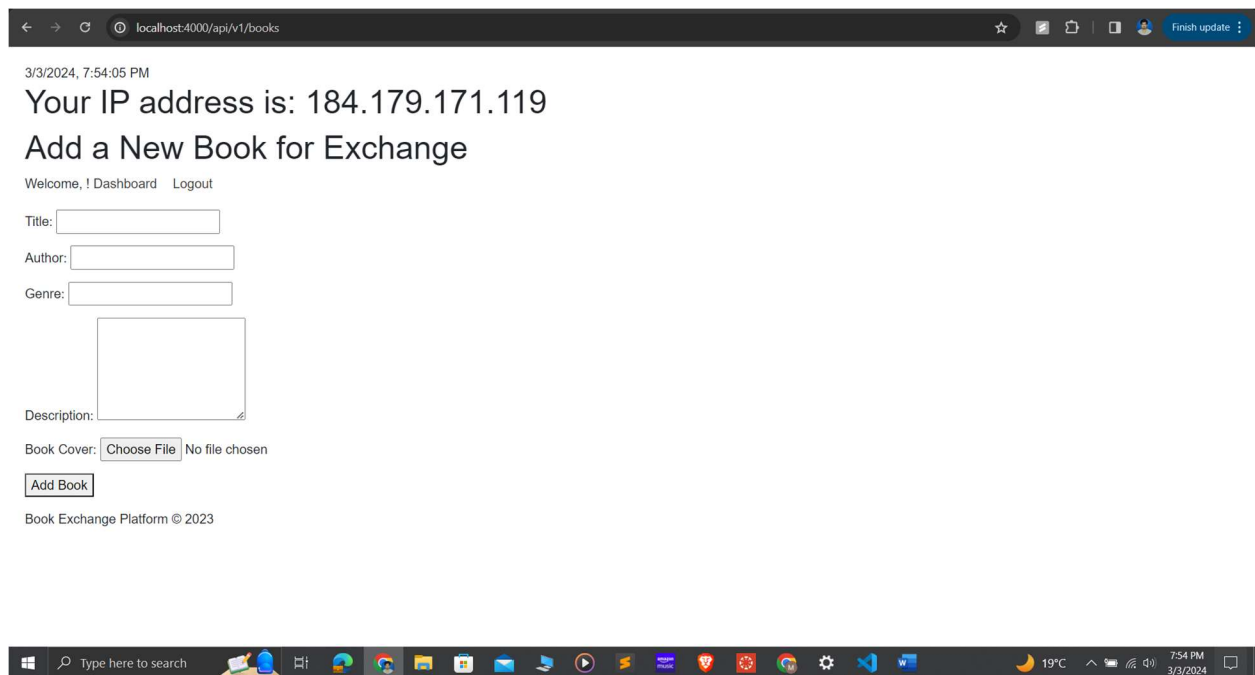 localhost:4000/api/v1/books
Finish update
3/3/2024, 7:54:05 PM
Your IP address is: 184.179.171.119
Add a New Book for Exchange
Welcome, ! Dashboard Logout
Title:
Author:
Genre:
Description:
Book Cover: Choose File No file chosen
Add Book
Book Exchange Platform © 2023
Type here to search
19°C
7:54 PM
3/3/2024